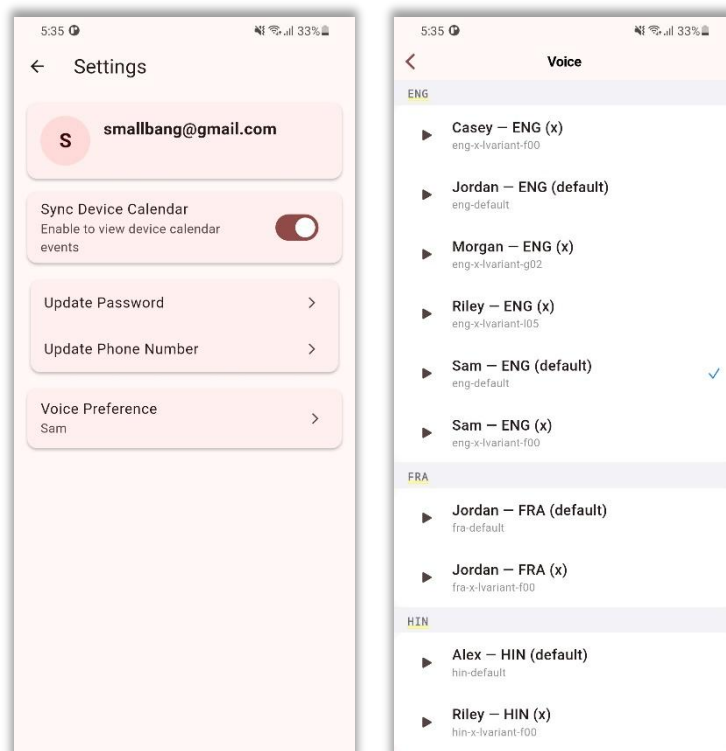 5:35
33%
Settings
S
smallbang@gmail.com
Sync Device Calendar
Enable to view device calendar
events
Update Password
Update Phone Number
Voice Preference
Sam
5:35
33%
Voice
ENG
Casey — ENG (x)
eng-x-lvariant-f00
Jordan — ENG (default)
eng-default
Morgan — ENG (x)
eng-x-lvariant-g02
Riley — ENG (x)
eng-x-lvariant-l05
Sam — ENG (default)
eng-default
Sam — ENG (x)
eng-x-lvariant-f00
FRA
Jordan — FRA (default)
fra-default
Jordan — FRA (x)
fra-x-lvariant-f00
HIN
Alex — HIN (default)
hin-default
Riley — HIN (x)
hin-x-lvariant-f00